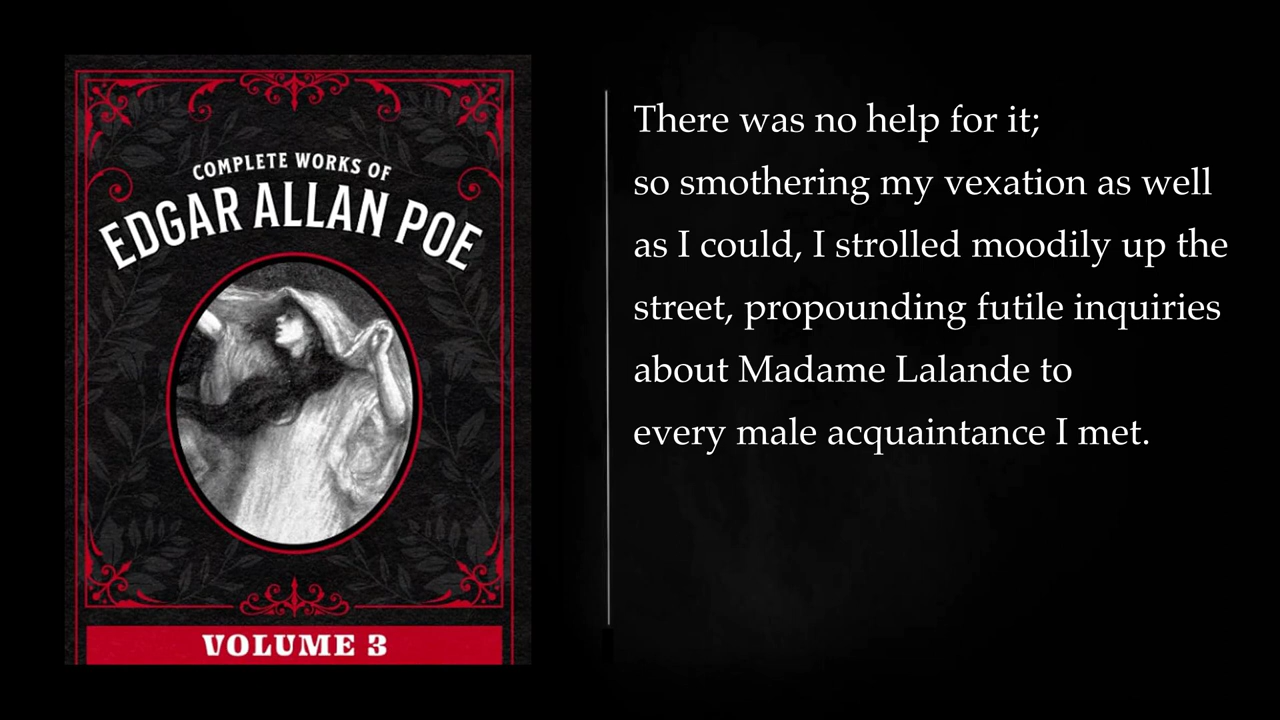 COMPLETE WORKS OF
EDGAR ALLAN POE
VOLUME 3
There was no help for it;
so smothering my vexation as well
as I could, I strolled moodily up the
street, propounding futile inquiries
about Madame Lalande to
every male acquaintance I met.